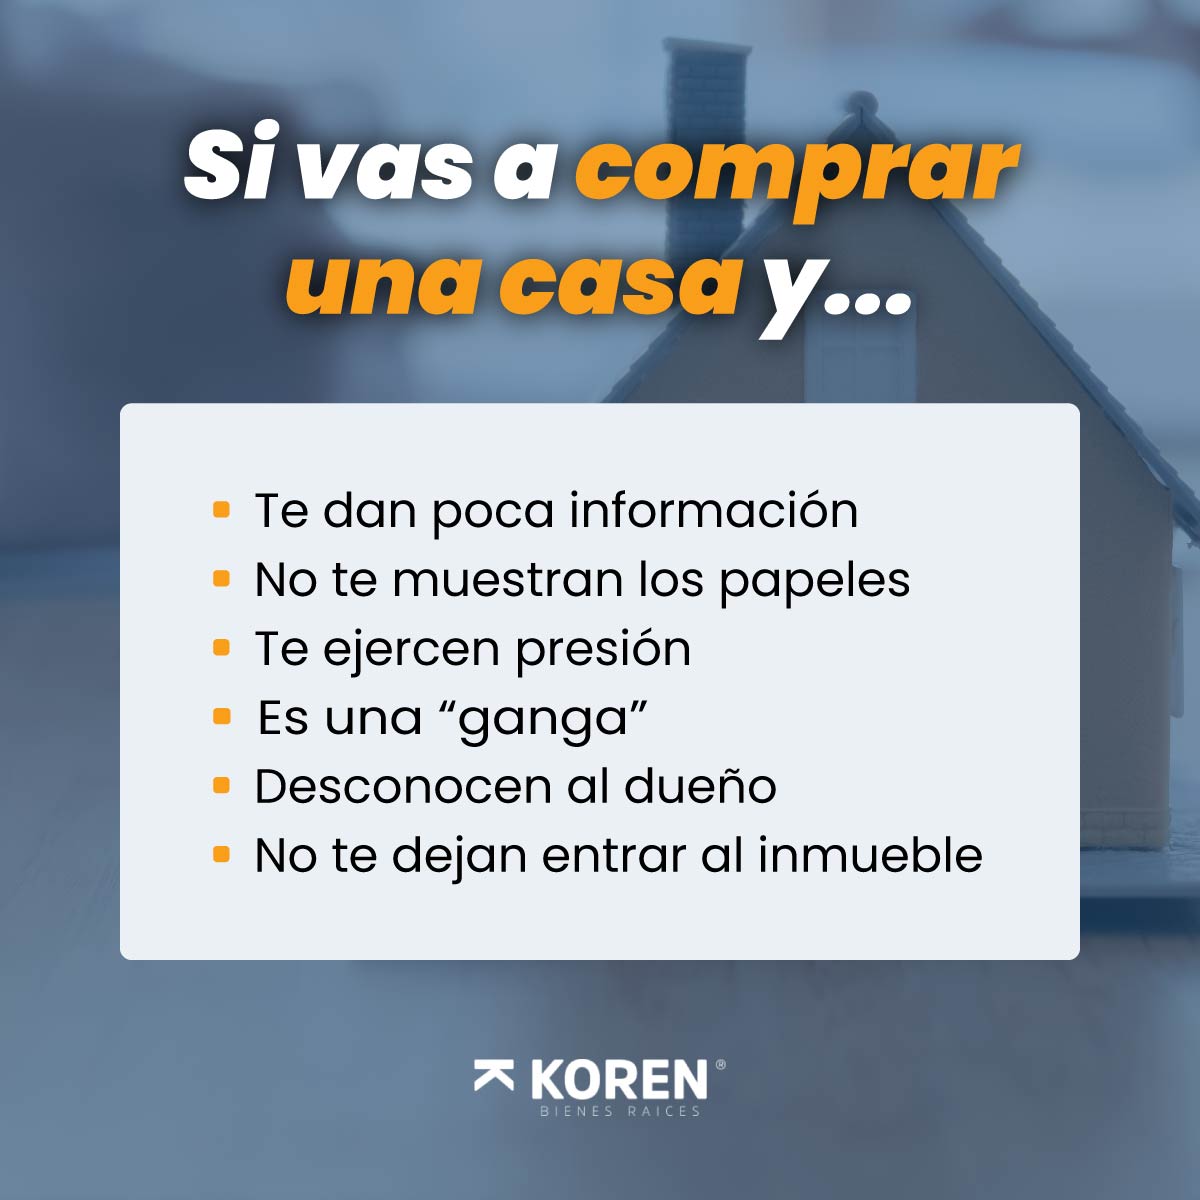 Si vas a comprar
una casa y...
Te dan poca información
No te muestran los papeles
Te ejercen presión
Es una “ganga”
Desconocen al dueño
No te dejan entrar al inmueble
KOREN®
BIENES RAICES